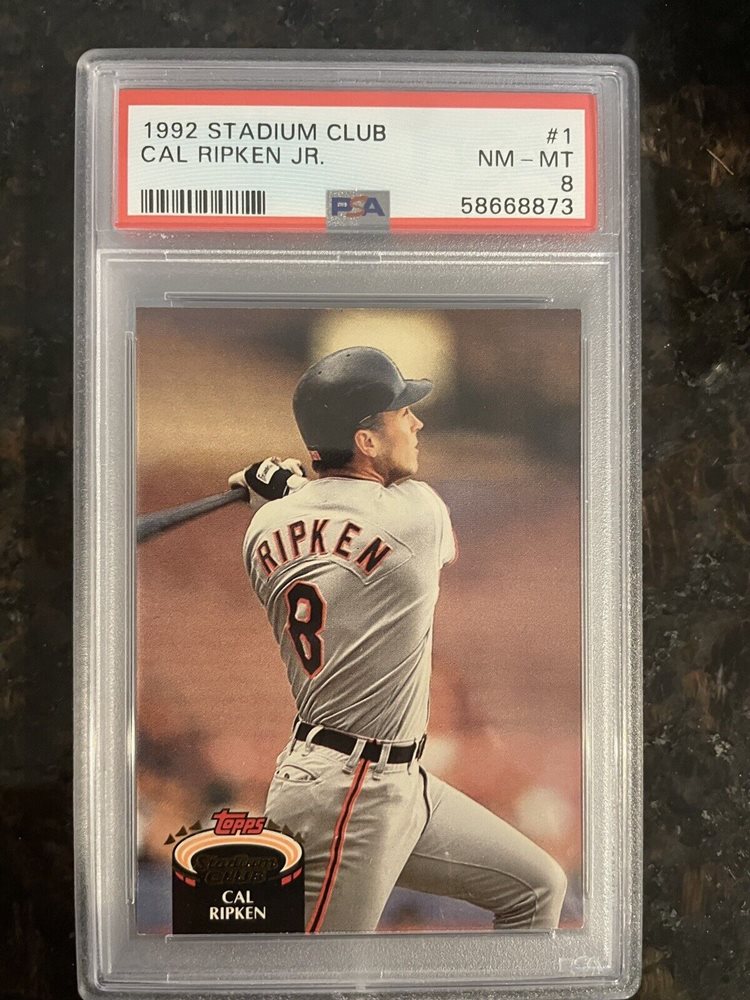 1992 STADIUM CLUB #1
CAL RIPKEN JR. NM - MT
8
PSA 58668873
RIPKEN
8
Topps
Stadium
CLUB
CAL
RIPKEN